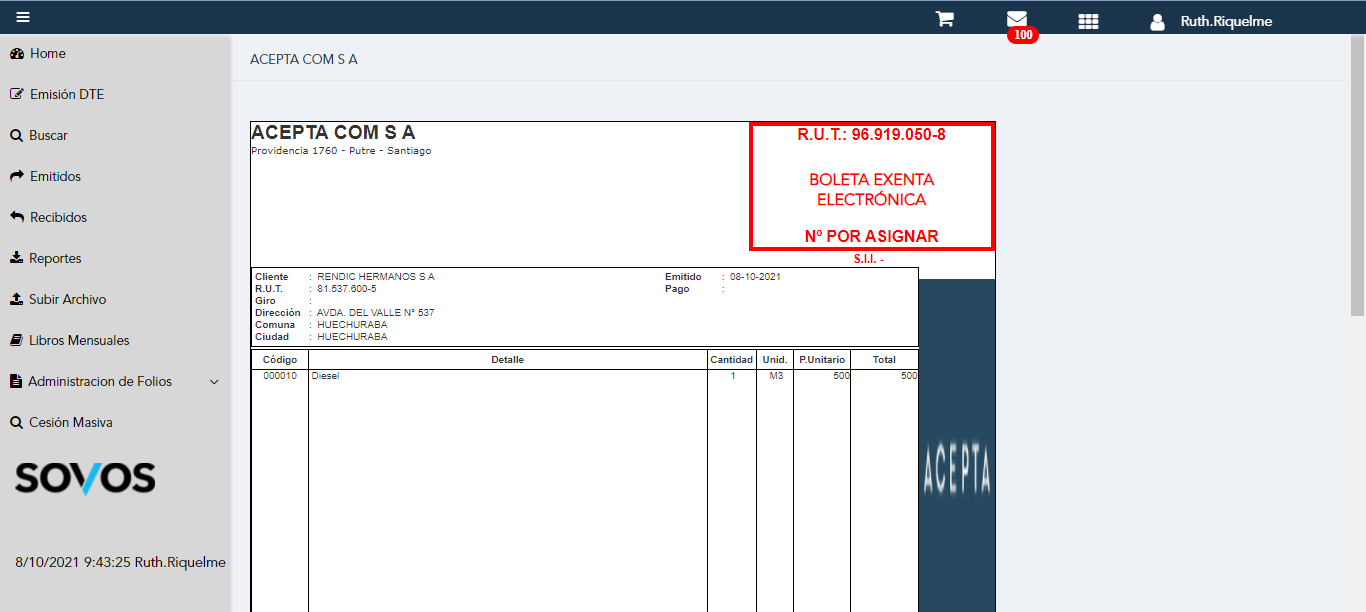 100
Ruth.Riquelme
Home
Emisión DTE
Buscar
Emitidos
Recibidos
Reportes
Subir Archivo
Libros Mensuales
Administracion de Folios
Cesión Masiva
SOVOS
8/10/2021 9:43:25 Ruth.Riquelme
ACEPTA COM S A
ACEPTA COM S A
Providencia 1760 - Putre - Santiago
R.U.T.: 96.919.050-8
BOLETA EXENTA
ELECTRÓNICA
Nº POR ASIGNAR
S.I.I. -
Cliente : RENDIC HERMANOS S A Emitido : 08-10-2021
R.U.T. : 81.537.600-5 Pago :
Giro :
Dirección : AVDA. DEL VALLE N° 537
Comuna : HUECHURABA
Ciudad : HUECHURABA
Código Detalle Cantidad Unid. P.Unitario Total
000010 Diesel 1 M3 500 500
ACEPTA